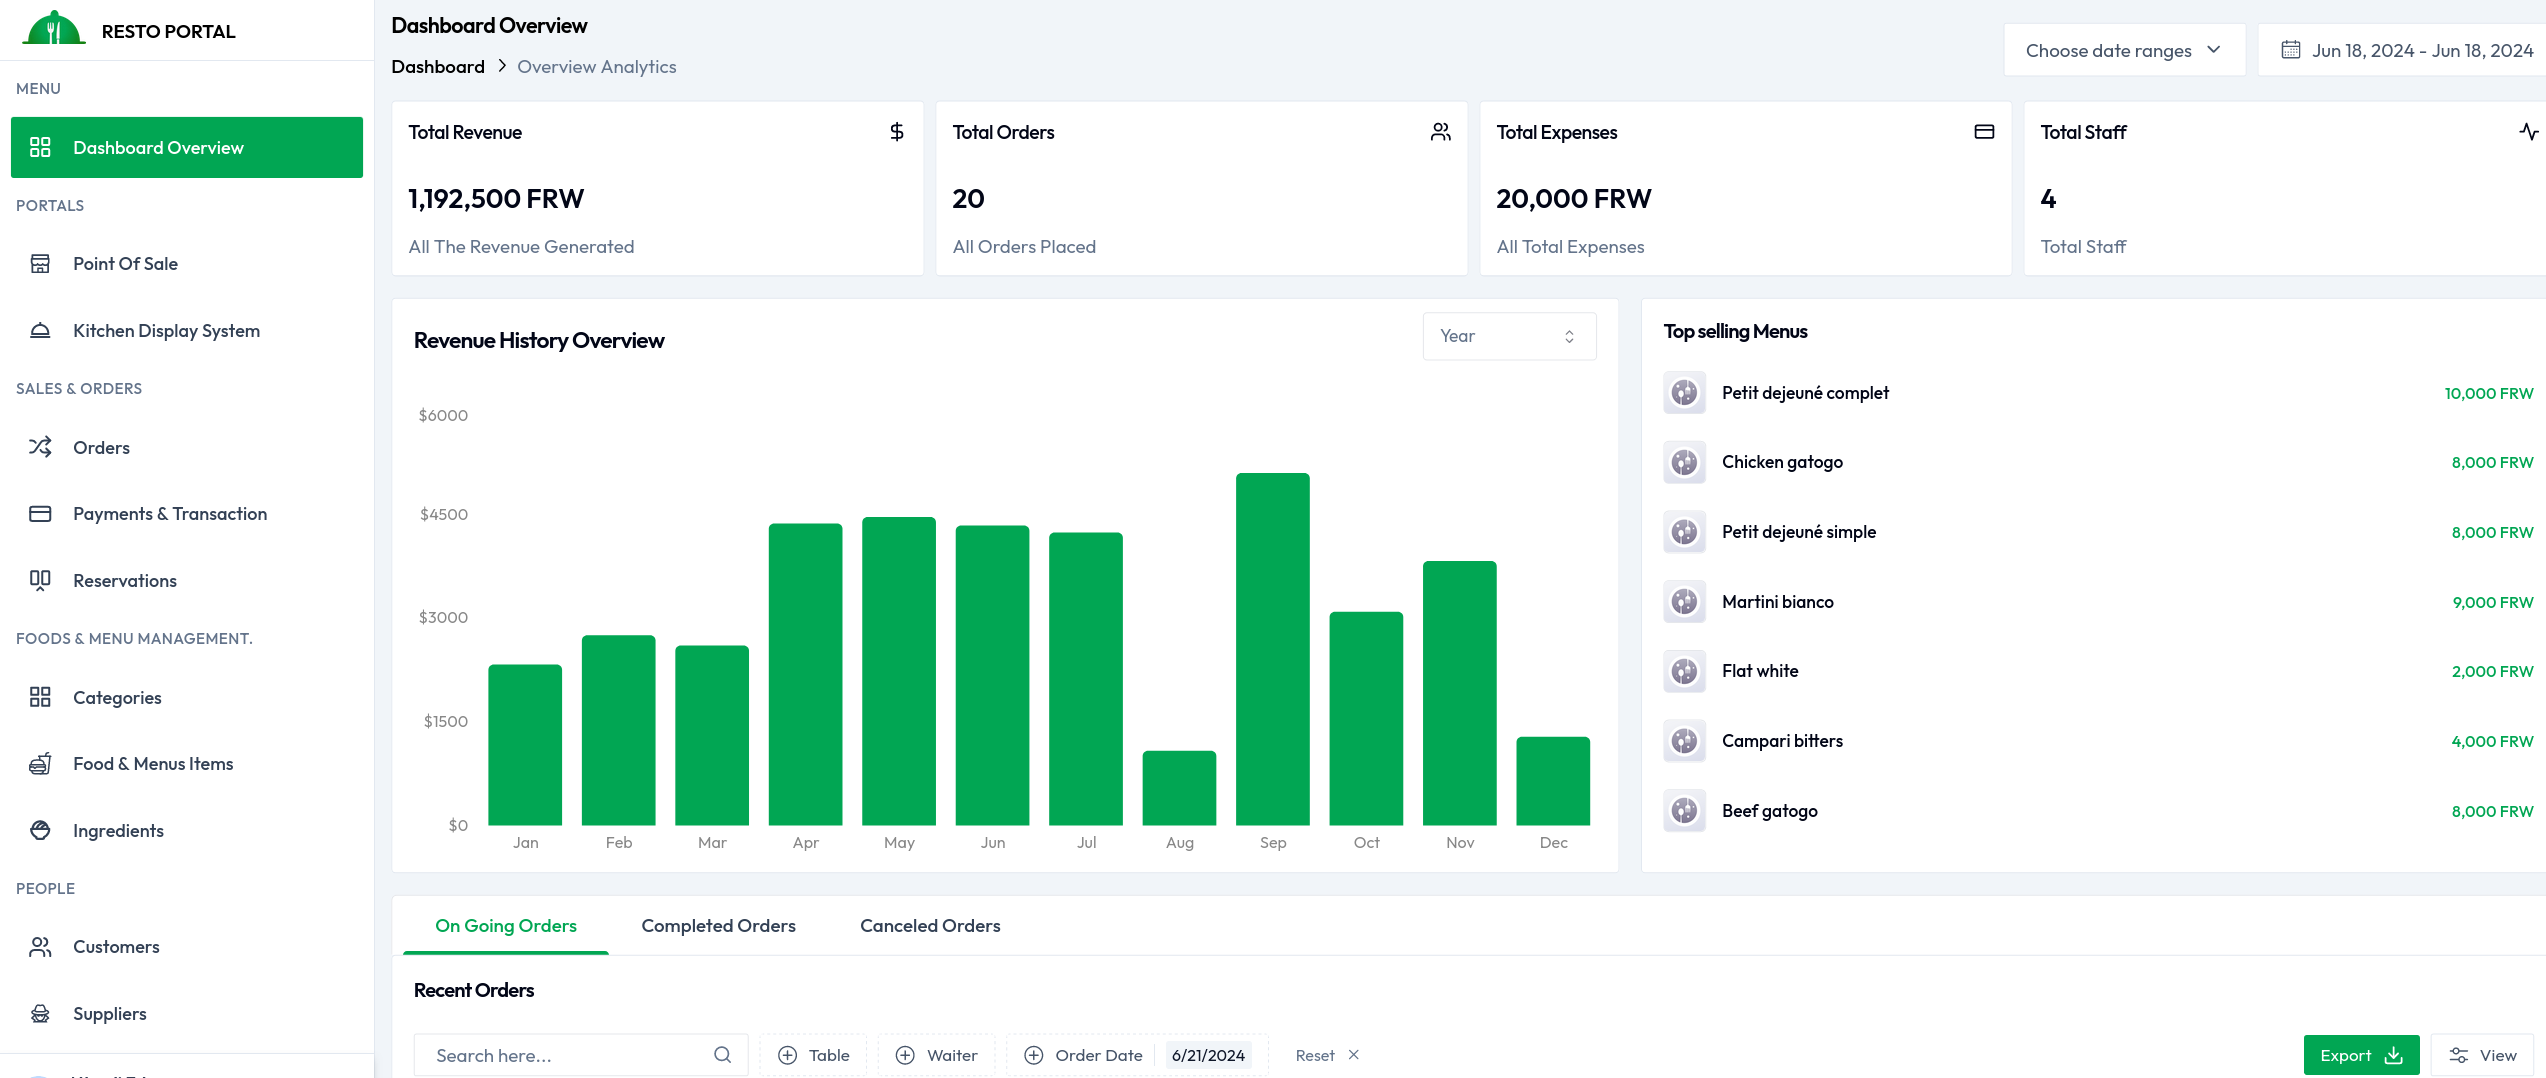 RESTO PORTAL
MENU
Dashboard Overview
PORTALS
Point Of Sale
Kitchen Display System
SALES & ORDERS
Orders
Payments & Transaction
Reservations
FOODS & MENU MANAGEMENT.
Categories
Food & Menus Items
Ingredients
PEOPLE
Customers
Suppliers
Dashboard Overview
Dashboard > Overview Analytics
Choose date ranges
Jun 18, 2024 - Jun 18, 2024
Total Revenue
1,192,500 FRW
All The Revenue Generated
Total Orders
20
All Orders Placed
Total Expenses
20,000 FRW
All Total Expenses
Total Staff
4
Total Staff
Revenue History Overview
Year
$6000
$4500
$3000
$1500
$0
Jan Feb Mar Apr May Jun Jul Aug Sep Oct Nov Dec
Top selling Menus
Petit dejeuné complet 10,000 FRW
Chicken gatogo 8,000 FRW
Petit dejeuné simple 8,000 FRW
Martini bianco 9,000 FRW
Flat white 2,000 FRW
Campari bitters 4,000 FRW
Beef gatogo 8,000 FRW
On Going Orders Completed Orders Canceled Orders
Recent Orders
Search here... Table Waiter Order Date 6/21/2024 Reset Export View